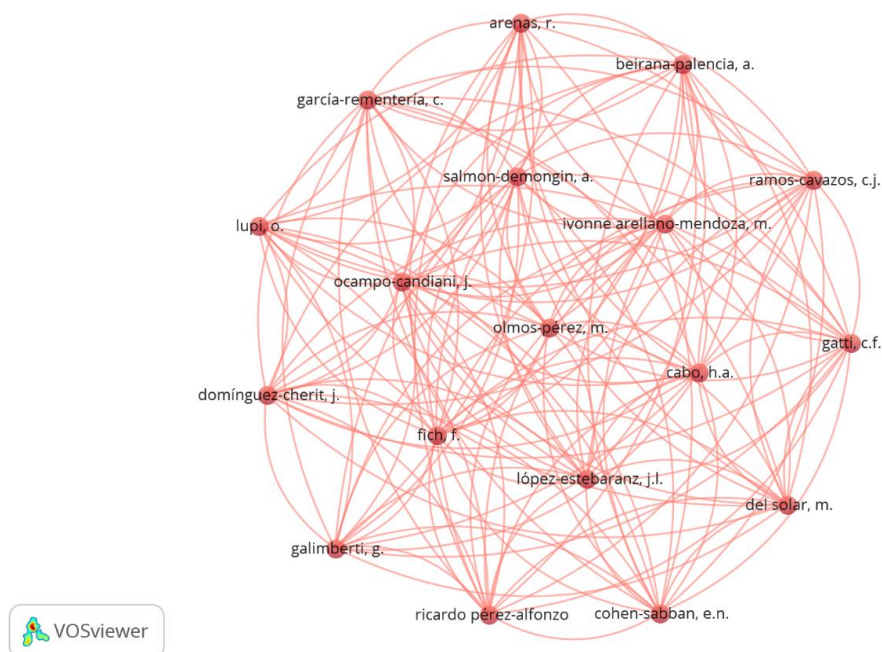 arenas, r.
beirana-palencia, a.
garcía-rementería, c.
salmon-demongin, a.
ramos-cavazos, c.j.
lupi, o.
ivonne arellano-mendoza, m.
ocampo-candiani, j.
olmos-pérez, m.
gatti, c.f.
cabo, h.a.
domínguez-cherit, j.
fich, f.
lópez-estebaranz, j.l.
del solar, m.
galimberti, g.
ricardo pérez-alfonzo
cohen-sabban, e.n.
VOSviewer